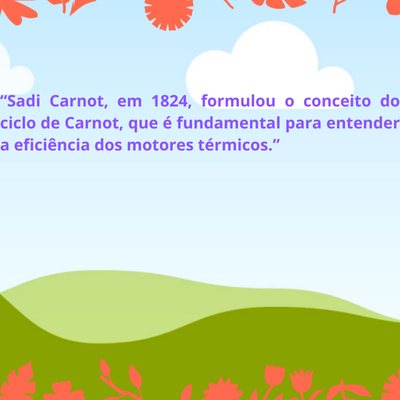 “Sadi Carnot, em 1824, formulou o conceito do
ciclo de Carnot, que é fundamental para entender
a eficiência dos motores térmicos.”